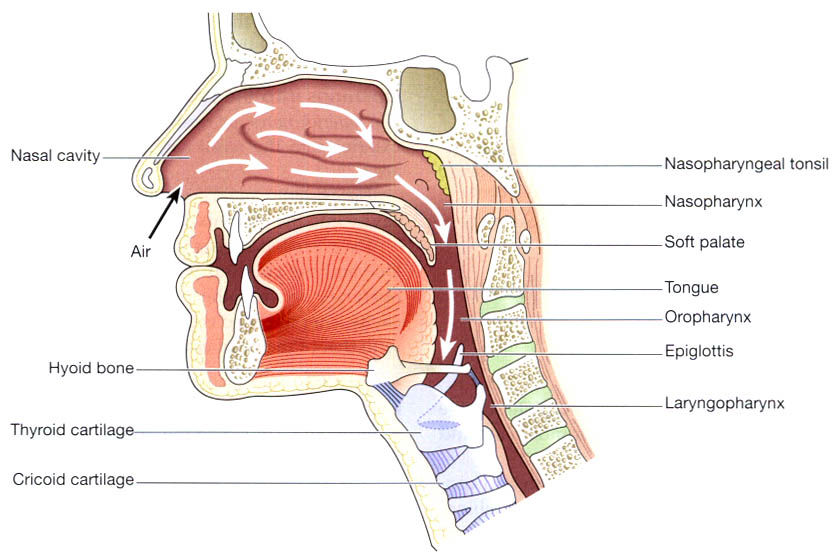 Nasal cavity
Air
Hyoid bone
Thyroid cartilage
Cricoid cartilage
Nasopharyngeal tonsil
Nasopharynx
Soft palate
Tongue
Oropharynx
Epiglottis
Laryngopharynx